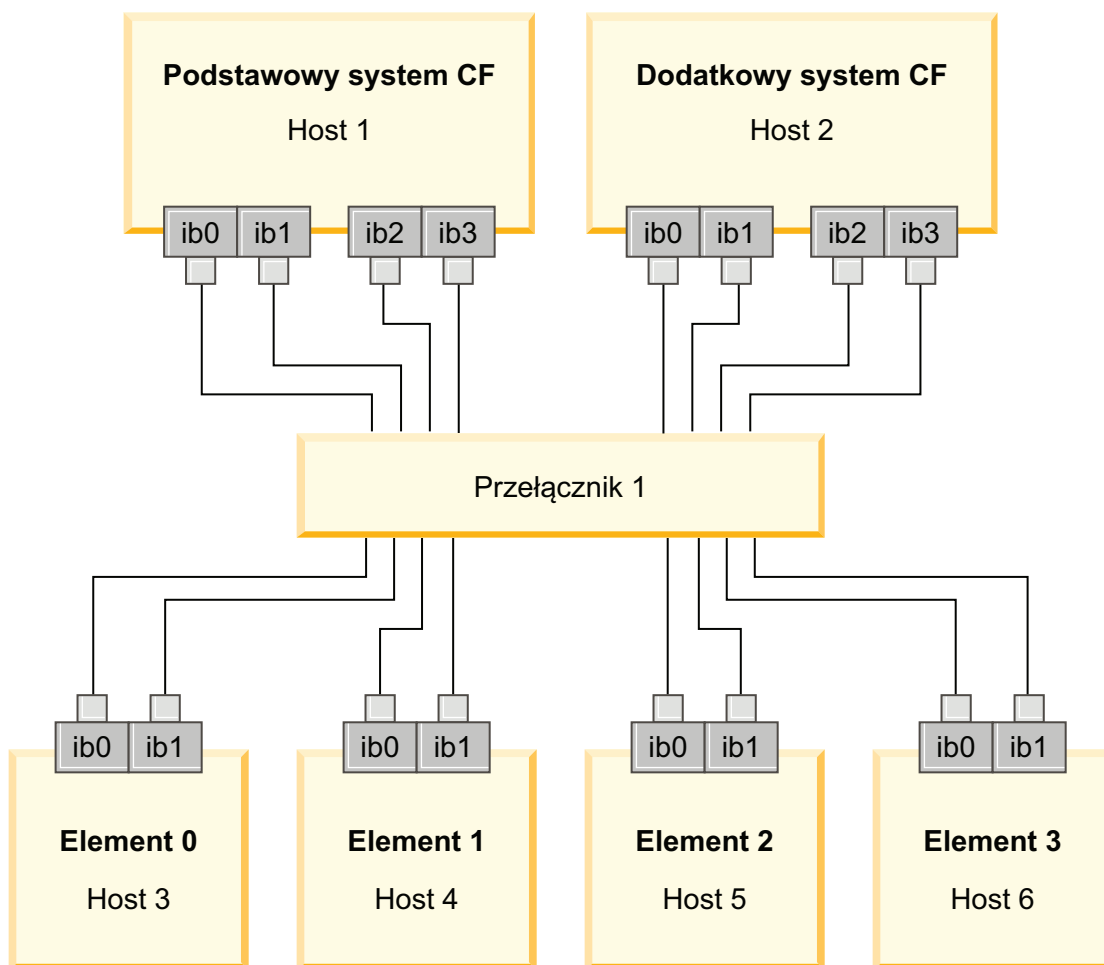 Podstawowy system CF
Host 1
Dodatkowy system CF
Host 2
ib0 ib1 ib2 ib3
ib0 ib1 ib2 ib3
Przełącznik 1
ib0 ib1
ib0 ib1
ib0 ib1
ib0 ib1
Element 0
Host 3
Element 1
Host 4
Element 2
Host 5
Element 3
Host 6